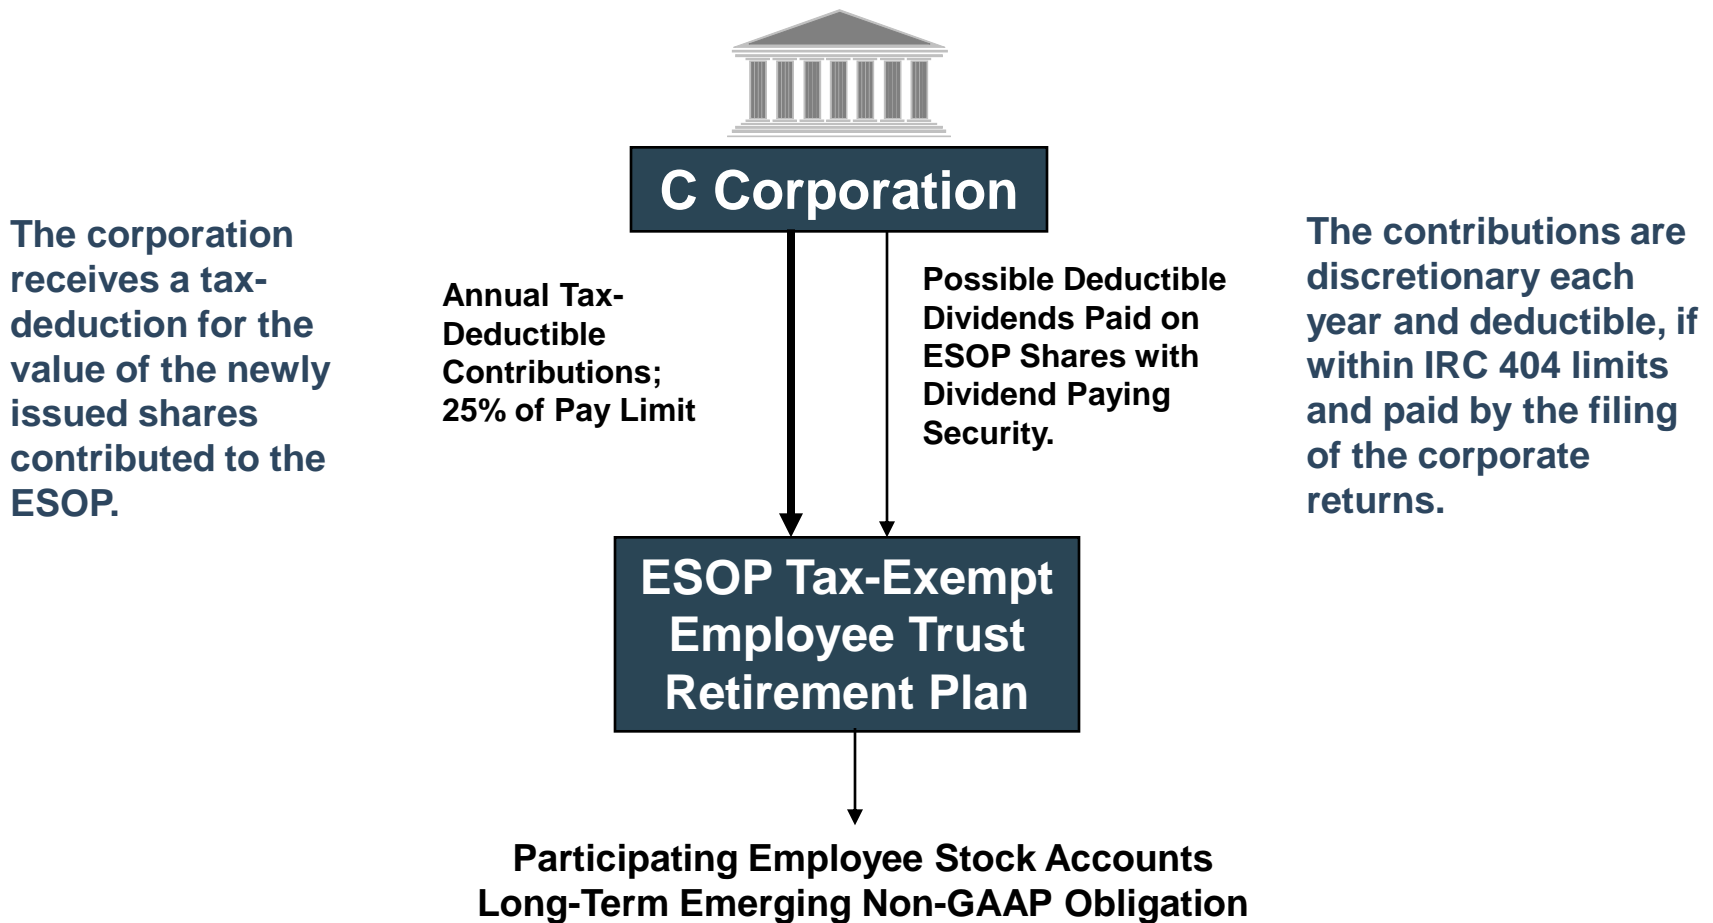 C Corporation
The corporation
receives a tax-
deduction for the
value of the newly
issued shares
contributed to the
ESOP.
Annual Tax-
Deductible
Contributions;
25% of Pay Limit
Possible Deductible
Dividends Paid on
ESOP Shares with
Dividend Paying
Security.
The contributions are
discretionary each
year and deductible, if
within IRC 404 limits
and paid by the filing
of the corporate
returns.
ESOP Tax-Exempt
Employee Trust
Retirement Plan
Participating Employee Stock Accounts
Long-Term Emerging Non-GAAP Obligation